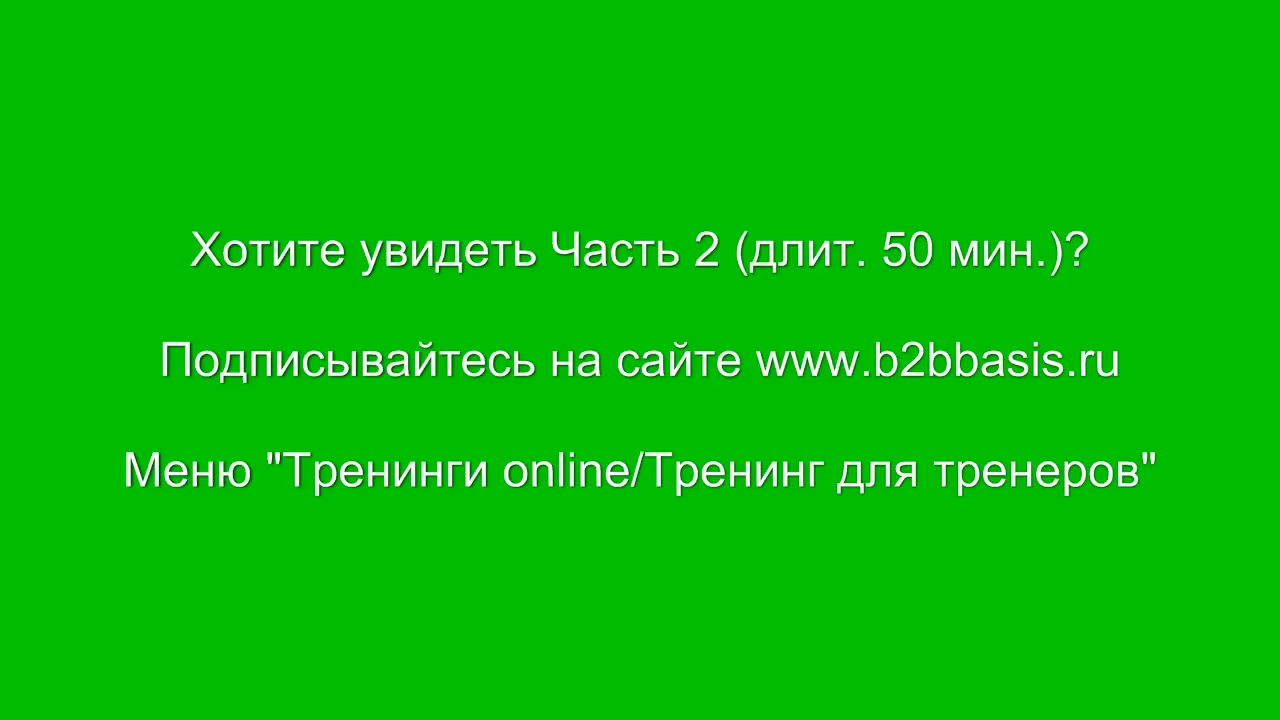 Хотите увидеть Часть 2 (длит. 50 мин.)?
Подписывайтесь на сайте www.b2bbasis.ru
Меню "Тренинги online/Тренинг для тренеров"